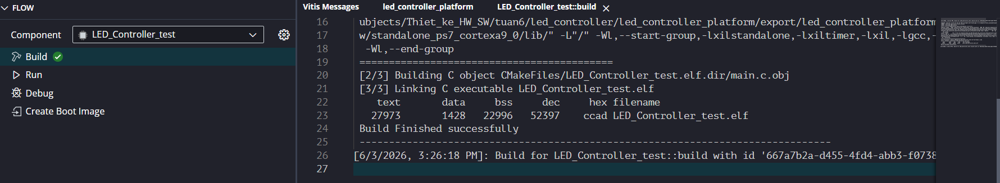 FLOW
Component LED_Controller_test
Build
Run
Debug
Create Boot Image
Vitis Messages led_controller_platform LED_Controller_test::build
16 ubjects/Thiet_ke_HW_SW/tuan6/led_controller/led_controller_platform/export/led_controller_platform
17 w/standalone_ps7_cortexa9_0/lib/" -L"/" -Wl,--start-group,-lxilstandalone,-lxiltimer,-lxil,-lgcc,-
18 -Wl,--end-group
19 ===========================================
20 [2/3] Building C object CMakeFiles/LED_Controller_test.elf.dir/main.c.obj
21 [3/3] Linking C executable LED_Controller_test.elf
22 text data bss dec hex filename
23 27973 1428 22996 52397 ccad LED_Controller_test.elf
24 Build Finished successfully
25 --------------------------------------------------------------------------------
26 [6/3/2026, 3:26:18 PM]: Build for LED_Controller_test::build with id '667a7b2a-d455-4fd4-abb3-f0738
27